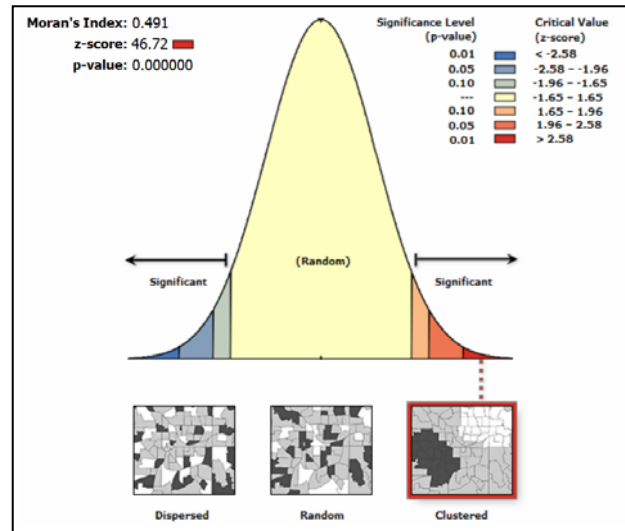 Moran's Index: 0.491
z-score: 46.72
p-value: 0.000000
Significance Level
(p-value)
Critical Value
(z-score)
0.01 < -2.58
0.05 -2.58 – -1.96
0.10 -1.96 – -1.65
--- -1.65 – 1.65
0.10 1.65 – 1.96
0.05 1.96 – 2.58
0.01 > 2.58
(Random)
Significant
Significant
Dispersed
Random
Clustered